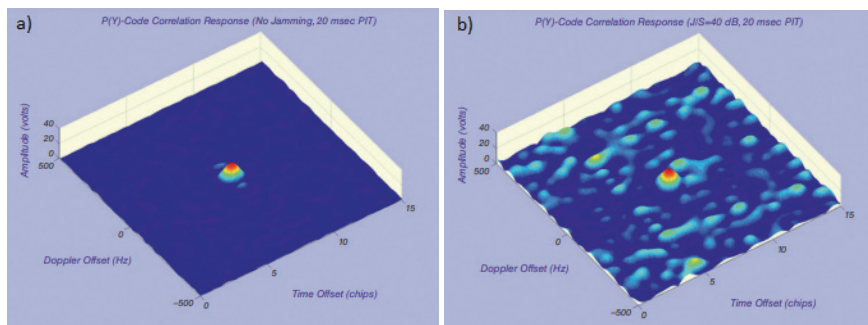 a)
P(Y)-Code Correlation Response (No Jamming, 20 msec PIT)
Amplitude (volts)
40
20
0
500
0
-500
Doppler Offset (Hz)
0
5
10
15
Time Offset (chips)
b)
P(Y)-Code Correlation Response (J/S=40 dB, 20 msec PIT)
Amplitude (volts)
40
20
0
500
0
-500
Doppler Offset (Hz)
0
5
10
15
Time Offset (chips)